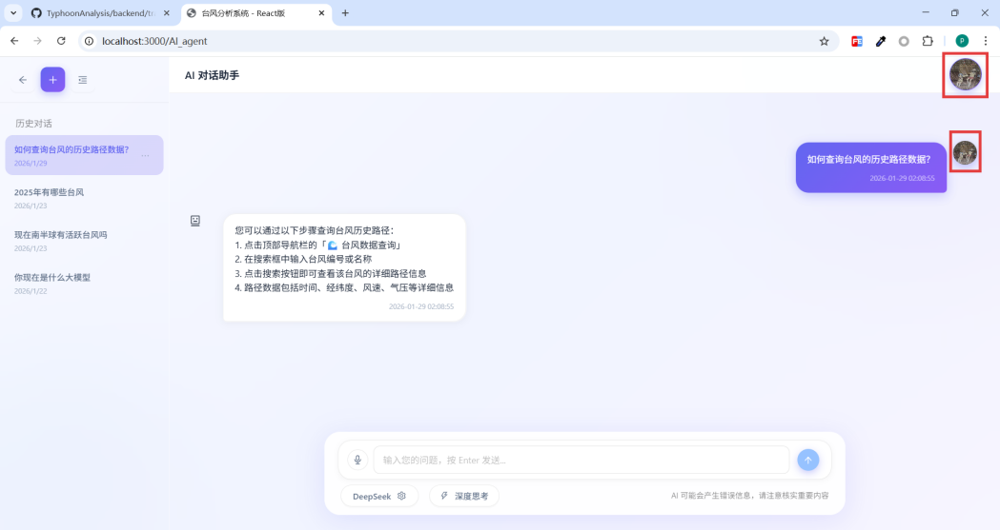 TyphoonAnalysis/backend/tr
台风分析系统 - React版
localhost:3000/AI_agent
AI 对话助手
历史对话
如何查询台风的历史路径数据?
2026/1/29
2025年有哪些台风
2026/1/23
现在南半球有活跃台风吗
2026/1/23
你现在是什么大模型
2026/1/22
如何查询台风的历史路径数据?
2026-01-29 02:08:55
您可以通过以下步骤查询台风历史路径：
1. 点击顶部导航栏的「🌊 台风数据查询」
2. 在搜索框中输入台风编号或名称
3. 点击搜索按钮即可查看该台风的详细路径信息
4. 路径数据包括时间、经纬度、风速、气压等详细信息
2026-01-29 02:08:55
输入您的问题，按 Enter 发送...
DeepSeek
深度思考
AI 可能会产生错误信息，请注意核实重要内容